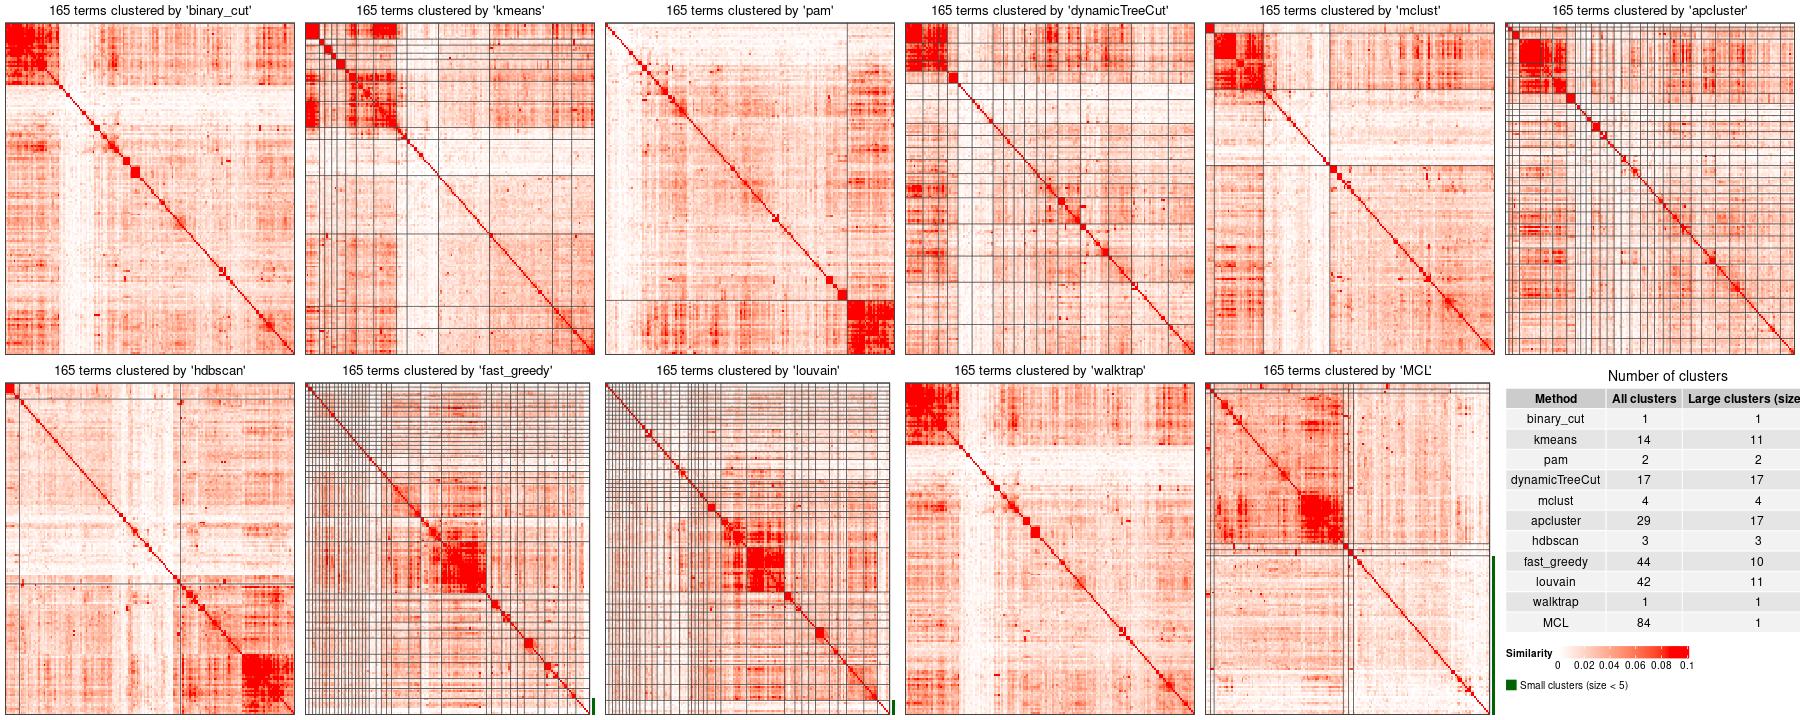 165 terms clustered by 'binary_cut'
165 terms clustered by 'kmeans'
165 terms clustered by 'pam'
165 terms clustered by 'dynamicTreeCut'
165 terms clustered by 'mclust'
165 terms clustered by 'apcluster'
165 terms clustered by 'hdbscan'
165 terms clustered by 'fast_greedy'
165 terms clustered by 'louvain'
165 terms clustered by 'walktrap'
165 terms clustered by 'MCL'
Number of clusters
Method All clusters Large clusters (size
binary_cut 1 1
kmeans 14 11
pam 2 2
dynamicTreeCut 17 17
mclust 4 4
apcluster 29 17
hdbscan 3 3
fast_greedy 44 10
louvain 42 11
walktrap 1 1
MCL 84 1
Similarity
0 0.02 0.04 0.06 0.08 0.1
Small clusters (size < 5)